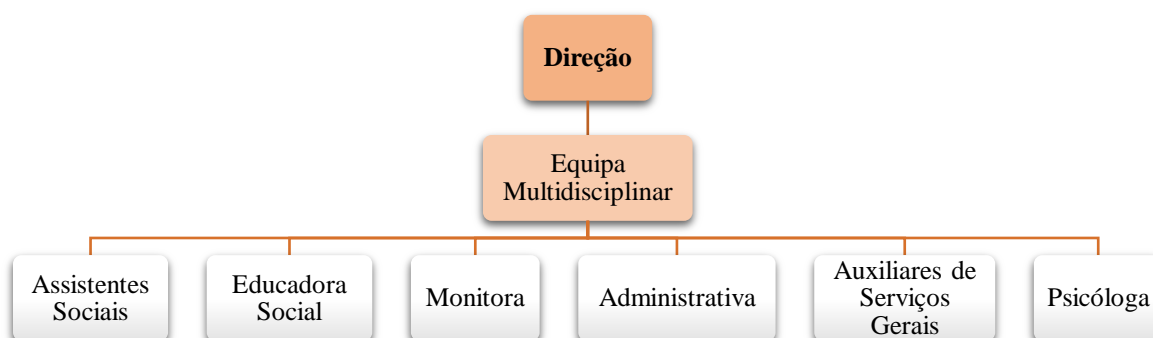 Direção
Equipa
Multidisciplinar
Assistentes
Sociais
Educadora
Social
Monitora
Administrativa
Auxiliares de
Serviços
Gerais
Psicóloga